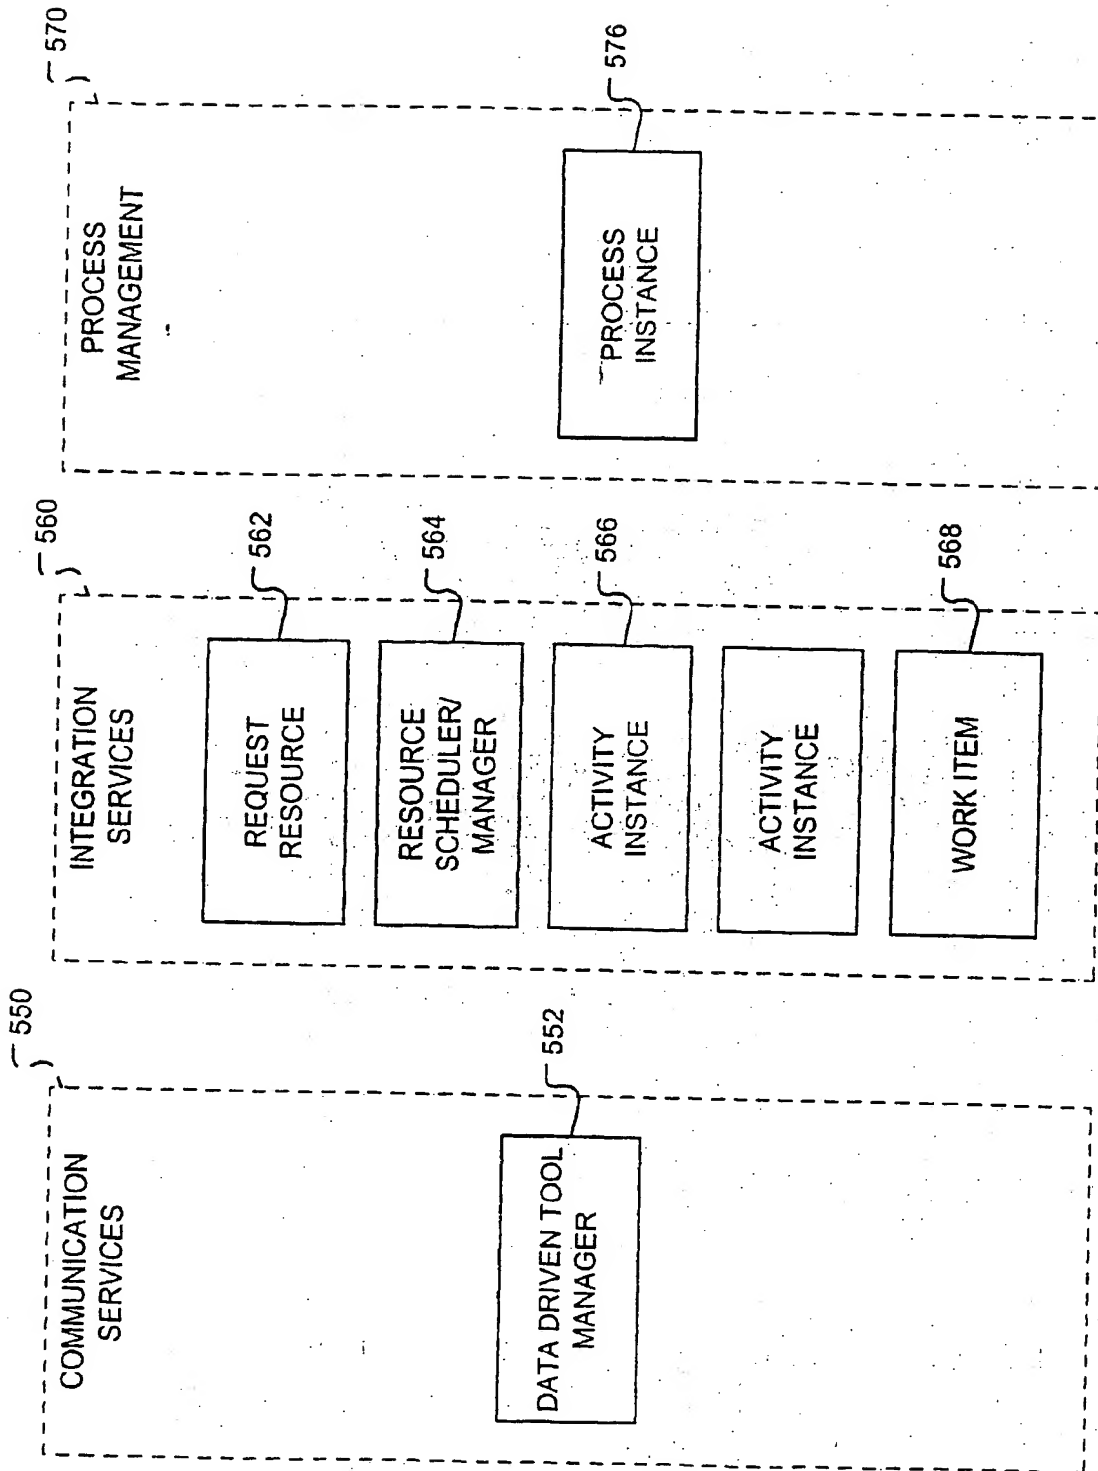 COMMUNICATION
SERVICES
550
DATA DRIVEN TOOL
MANAGER
552
INTEGRATION
SERVICES
560
REQUEST
RESOURCE
562
RESOURCE
SCHEDULER/
MANAGER
564
ACTIVITY
INSTANCE
566
ACTIVITY
INSTANCE
WORK ITEM
568
PROCESS
MANAGEMENT
570
PROCESS
INSTANCE
576